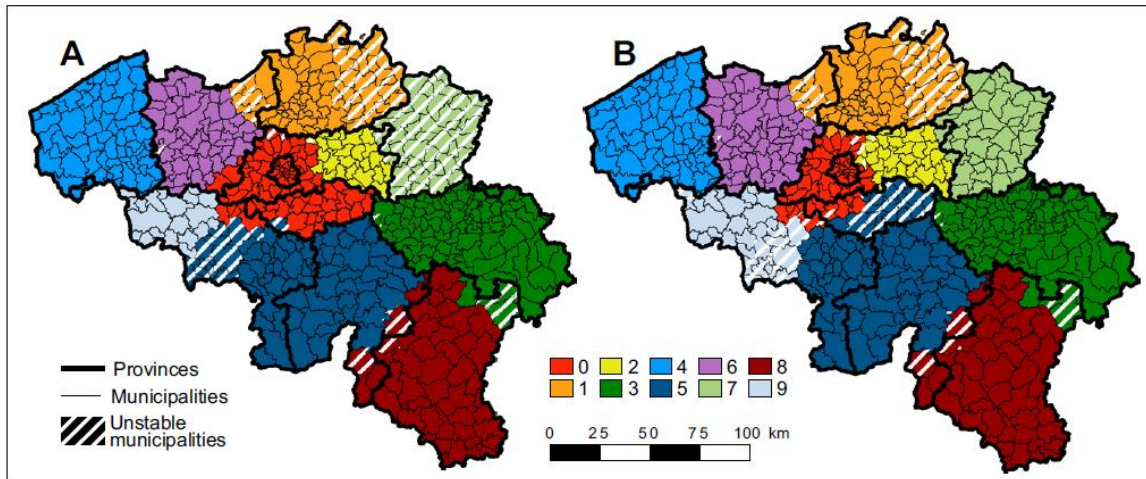 A
B
Provinces
Municipalities
Unstable
municipalities
0 2 4 6 8
1 3 5 7 9
0 25 50 75 100 km